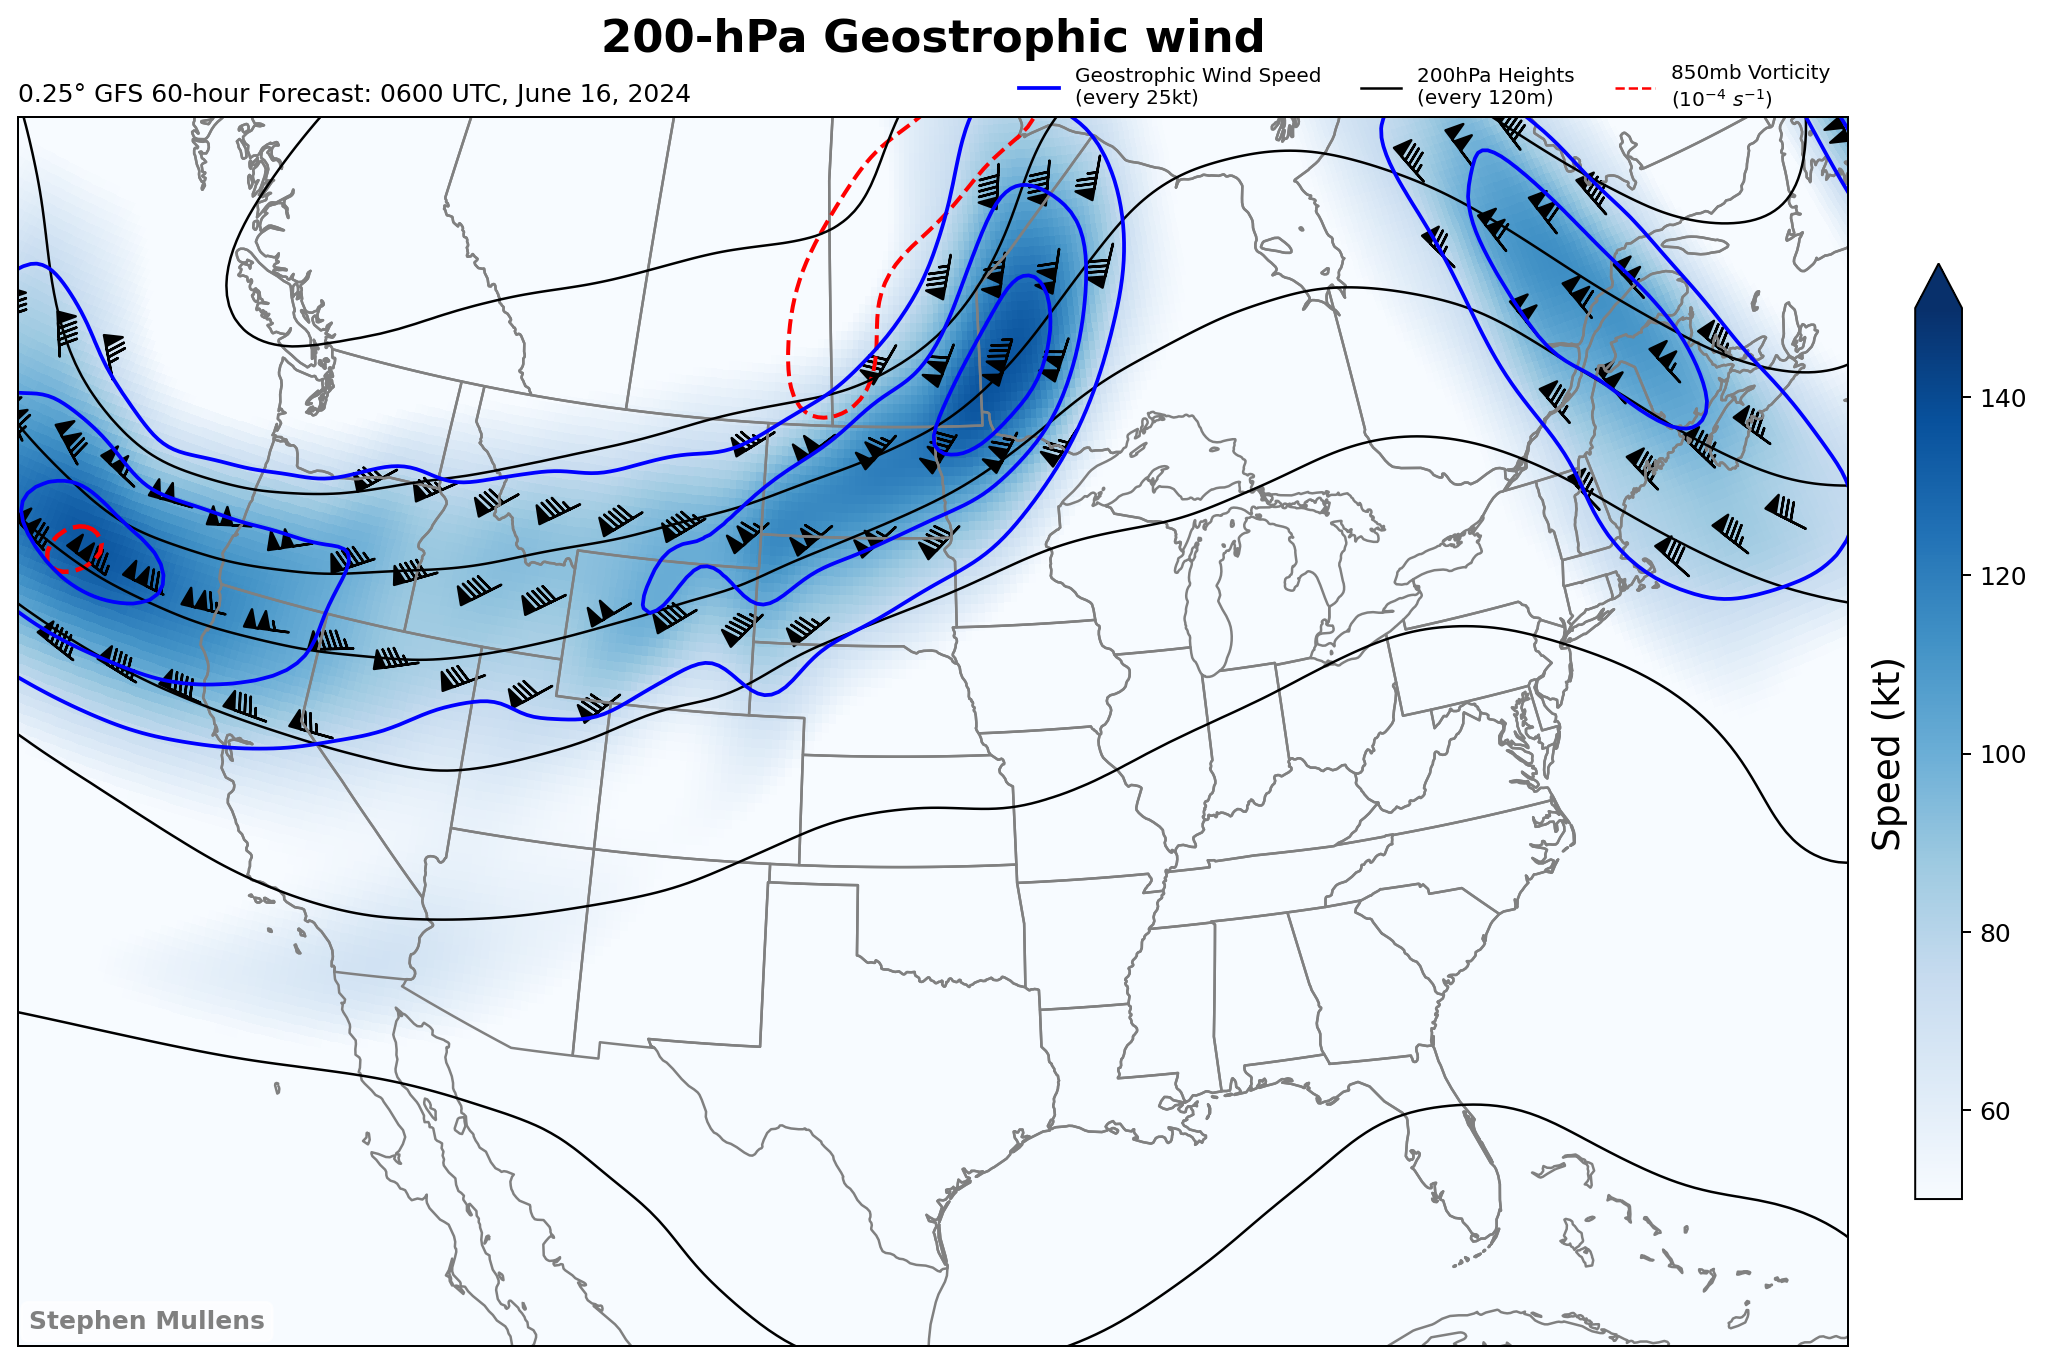 200-hPa Geostrophic wind
0.25° GFS 60-hour Forecast: 0600 UTC, June 16, 2024
Geostrophic Wind Speed
(every 25kt)
200hPa Heights
(every 120m)
850mb Vorticity
(10⁻⁴ s⁻¹)
140
120
100
80
60
Speed (kt)
Stephen Mullens